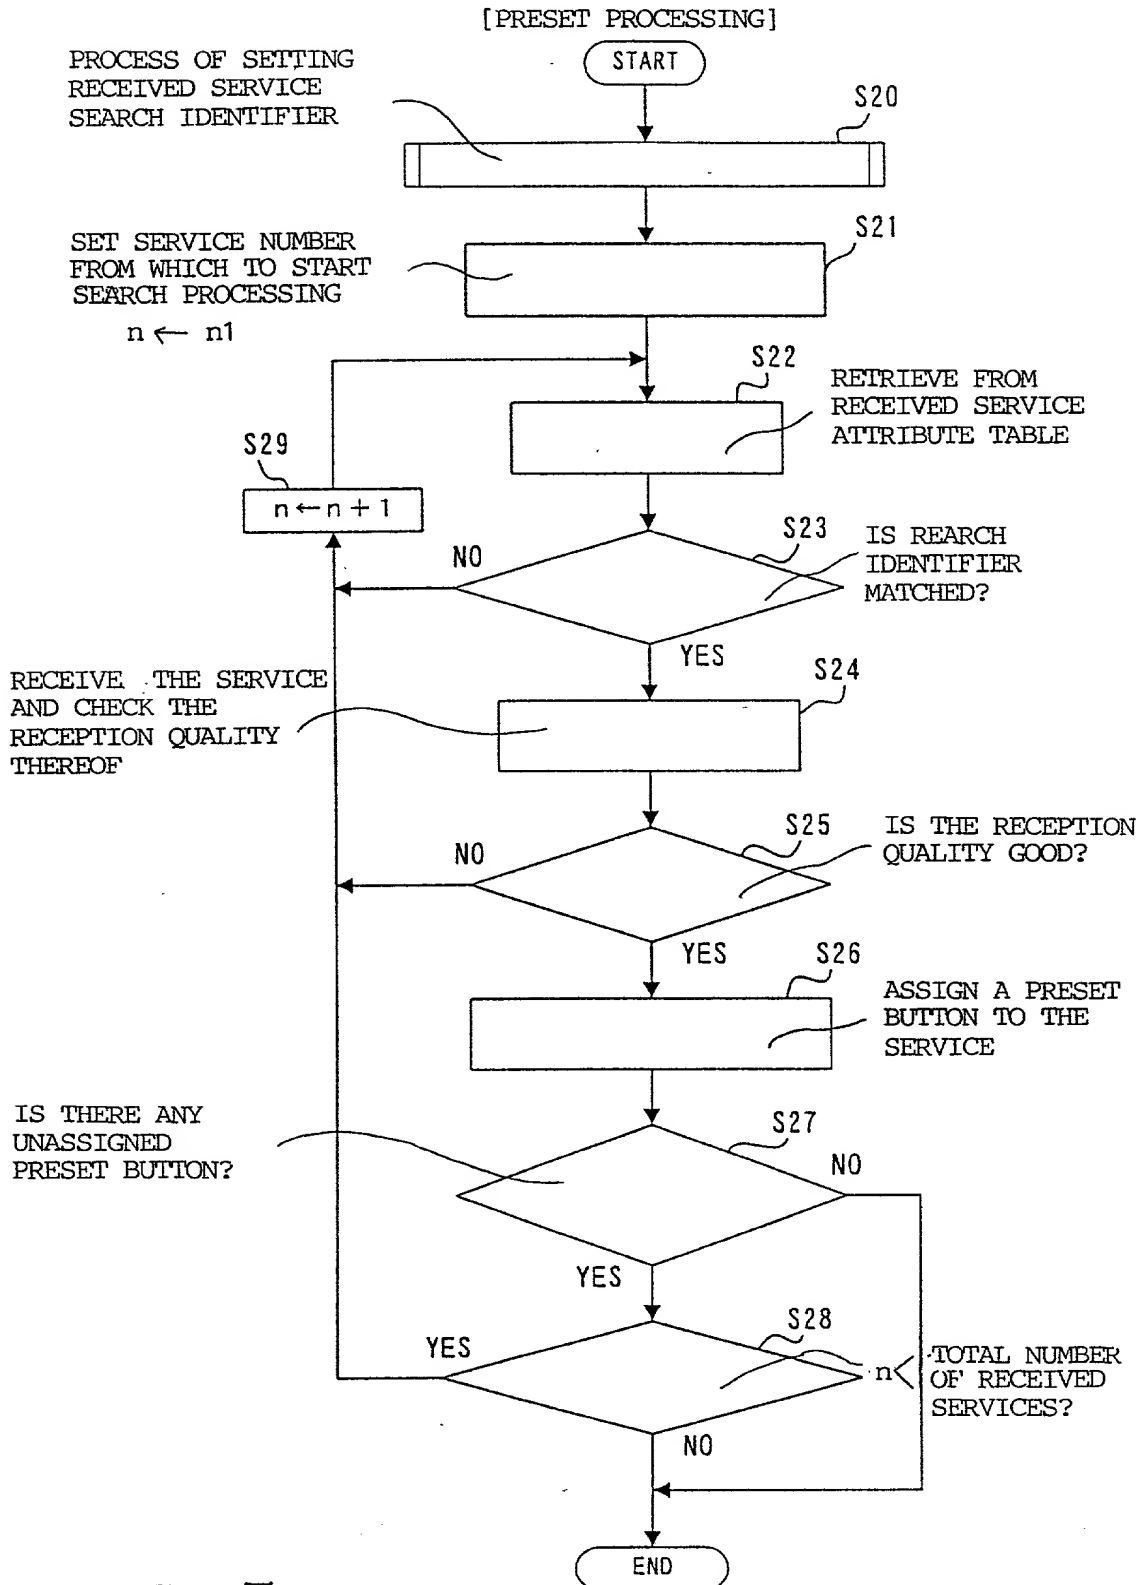 [PRESET PROCESSING]
START
PROCESS OF SETTING
RECEIVED SERVICE
SEARCH IDENTIFIER
S20
SET SERVICE NUMBER
FROM WHICH TO START
SEARCH PROCESSING
n ← n1
S21
S22
RETRIEVE FROM
RECEIVED SERVICE
ATTRIBUTE TABLE
S29
n←n+1
S23
IS REARCH
IDENTIFIER
MATCHED?
NO
YES
RECEIVE THE SERVICE
AND CHECK THE
RECEPTION QUALITY
THEREOF
S24
S25
IS THE RECEPTION
QUALITY GOOD?
NO
YES
S26
ASSIGN A PRESET
BUTTON TO THE
SERVICE
IS THERE ANY
UNASSIGNED
PRESET BUTTON?
S27
NO
YES
S28
YES
n< TOTAL NUMBER
OF RECEIVED
SERVICES?
NO
END